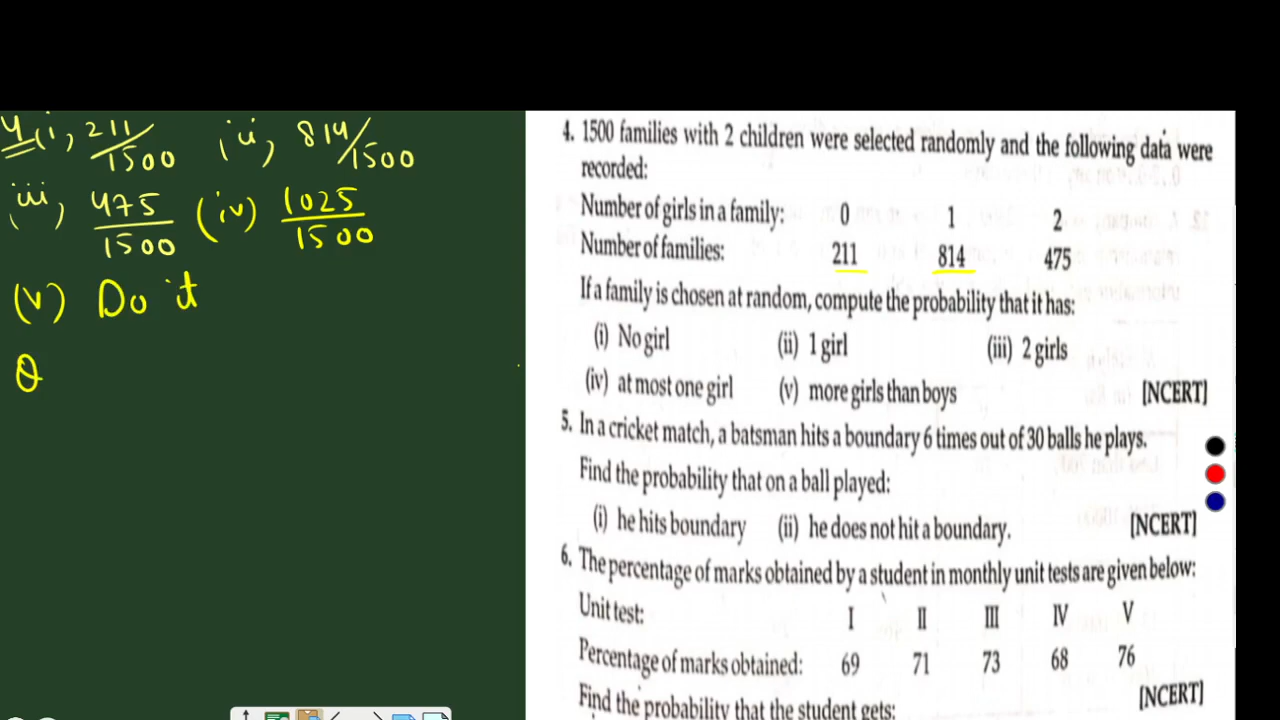 4 (i, 211/1500 ii, 814/1500
(iii, 475/1500 (iv) 1025/1500
(v) Do it
Q
4. 1500 families with 2 children were selected randomly and the following data were
recorded:
Number of girls in a family: 0 1 2
Number of families: 211 814 475
If a family is chosen at random, compute the probability that it has:
(i) No girl (ii) 1 girl (iii) 2 girls
(iv) at most one girl (v) more girls than boys [NCERT]
5. In a cricket match, a batsman hits a boundary 6 times out of 30 balls he plays.
Find the probability that on a ball played:
(i) he hits boundary (ii) he does not hit a boundary. [NCERT]
6. The percentage of marks obtained by a student in monthly unit tests are given below:
Unit test: I II III IV V
Percentage of marks obtained: 69 71 73 68 76
Find the probability that the student gets: [NCERT]